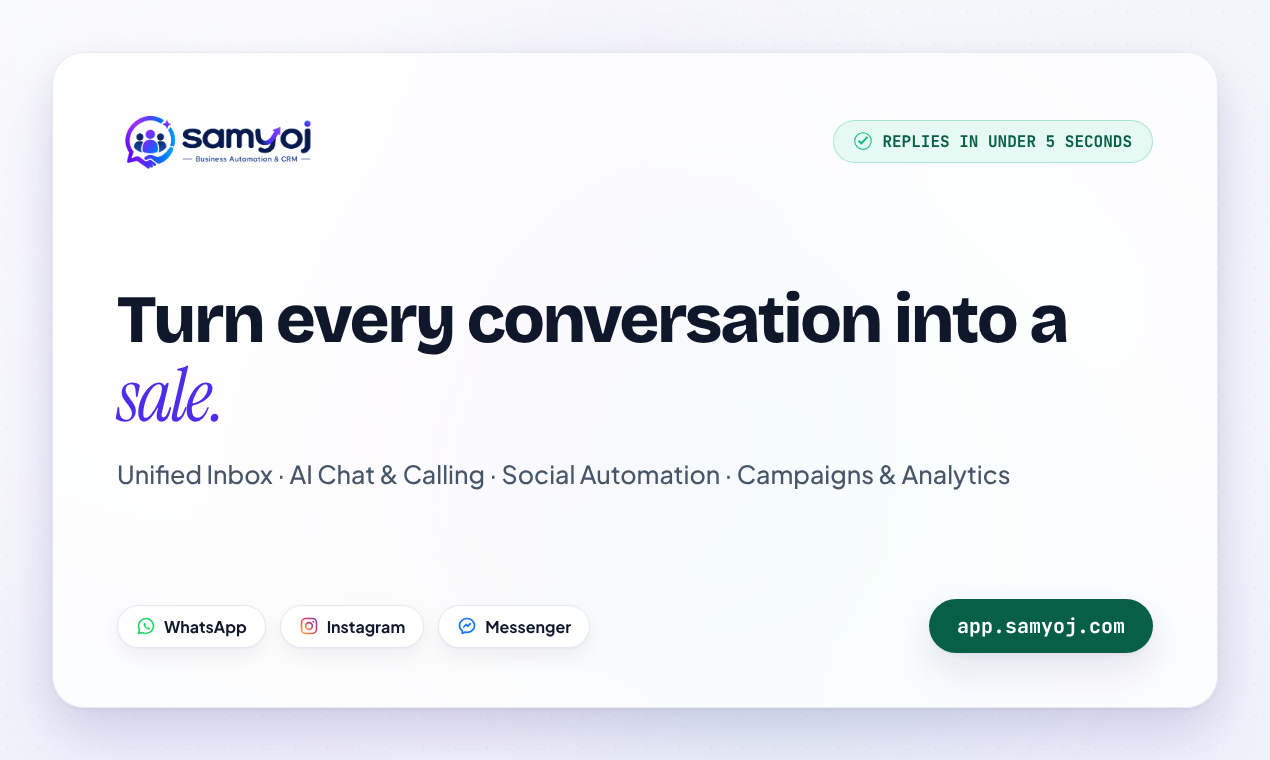 samyoj
Business Automation & CRM
REPLIES IN UNDER 5 SECONDS
Turn every conversation into a
sale.
Unified Inbox · AI Chat & Calling · Social Automation · Campaigns & Analytics
WhatsApp
Instagram
Messenger
app.samyoj.com